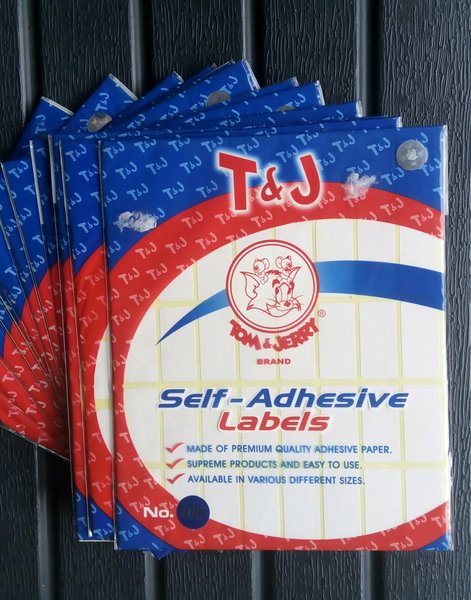 T&J
TOM & JERRY
®
BRAND
Self-Adhesive
Labels
MADE OF PREMIUM QUALITY ADHESIVE PAPER.
SUPREME PRODUCTS AND EASY TO USE.
AVAILABLE IN VARIOUS DIFFERENT SIZES.
No.